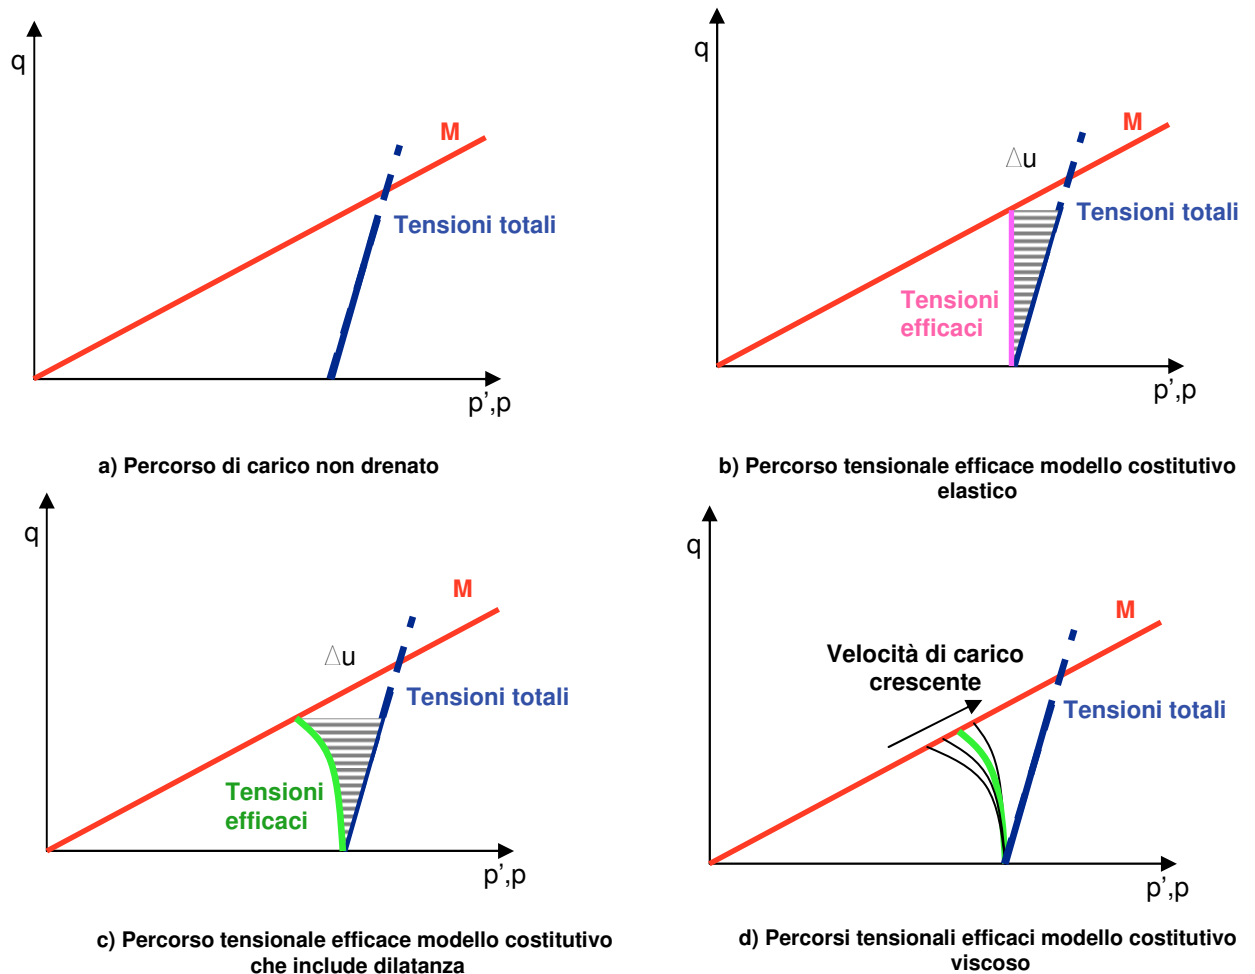 q
M
Tensioni totali
p’,p
a) Percorso di carico non drenato
q
M
Δu
Tensioni totali
Tensioni
efficaci
p’,p
b) Percorso tensionale efficace modello costitutivo
elastico
q
M
Δu
Tensioni totali
Tensioni
efficaci
p’,p
c) Percorso tensionale efficace modello costitutivo
che include dilatanza
q
M
Velocità di carico
crescente
Tensioni totali
p’,p
d) Percorsi tensionali efficaci modello costitutivo
viscoso